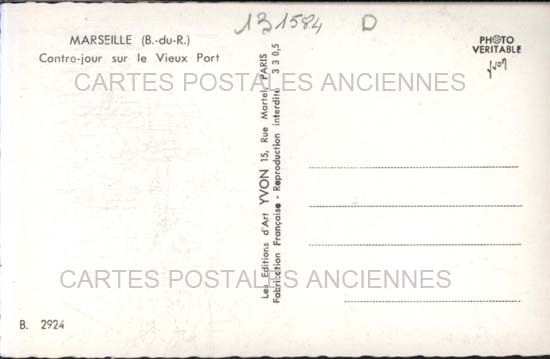 131584 D
MARSEILLE (B.-du-R.)
Contre-jour sur le Vieux Port
PHOTO
VERITABLE
yvon
CARTES POSTALES ANCIENNES
Les Editions d'Art YVON 15, Rue Martel, PARIS
Fabrication Française - Reproduction interdite 3 3 0,5
CARTES POSTALES ANCIENNES
B. 2924